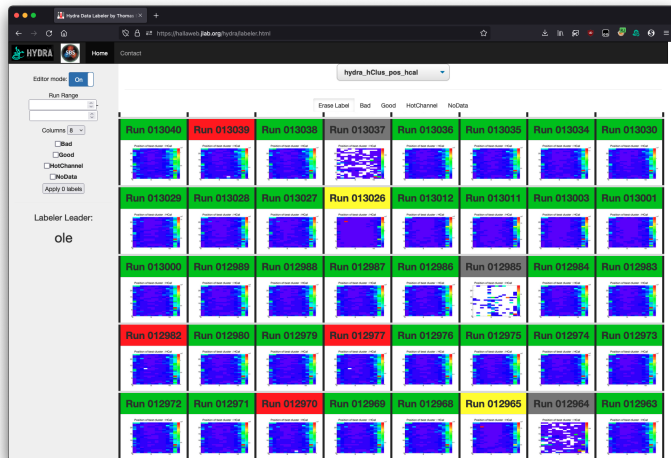 Hydra Data Labeler by Thomas
https://hallaweb.jlab.org/hydra/labeler.html
HYDRA
SBS
Home
Contact
Editor mode: On
Run Range
Columns 8
Bad
Good
HotChannel
NoData
Apply 0 labels
Labeler Leader:
ole
hydra_hClus_pos_hcal
Erase Label Bad Good HotChannel NoData
Run 013040 Run 013039 Run 013038 Run 013037 Run 013036 Run 013035 Run 013034 Run 013030
Run 013029 Run 013028 Run 013027 Run 013026 Run 013012 Run 013011 Run 013003 Run 013001
Run 013000 Run 012989 Run 012988 Run 012987 Run 012986 Run 012985 Run 012984 Run 012983
Run 012982 Run 012980 Run 012979 Run 012977 Run 012976 Run 012975 Run 012974 Run 012973
Run 012972 Run 012971 Run 012970 Run 012969 Run 012968 Run 012965 Run 012964 Run 012963